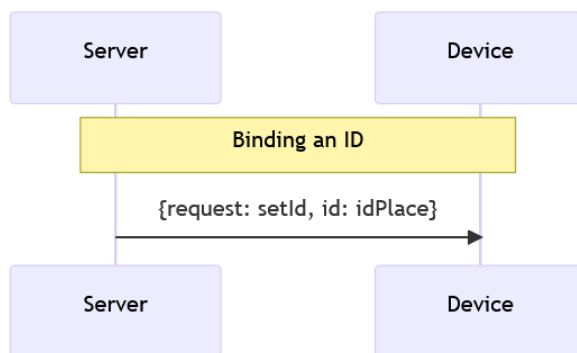 Server Device
Binding an ID
{request: setId, id: idPlace}
Server Device